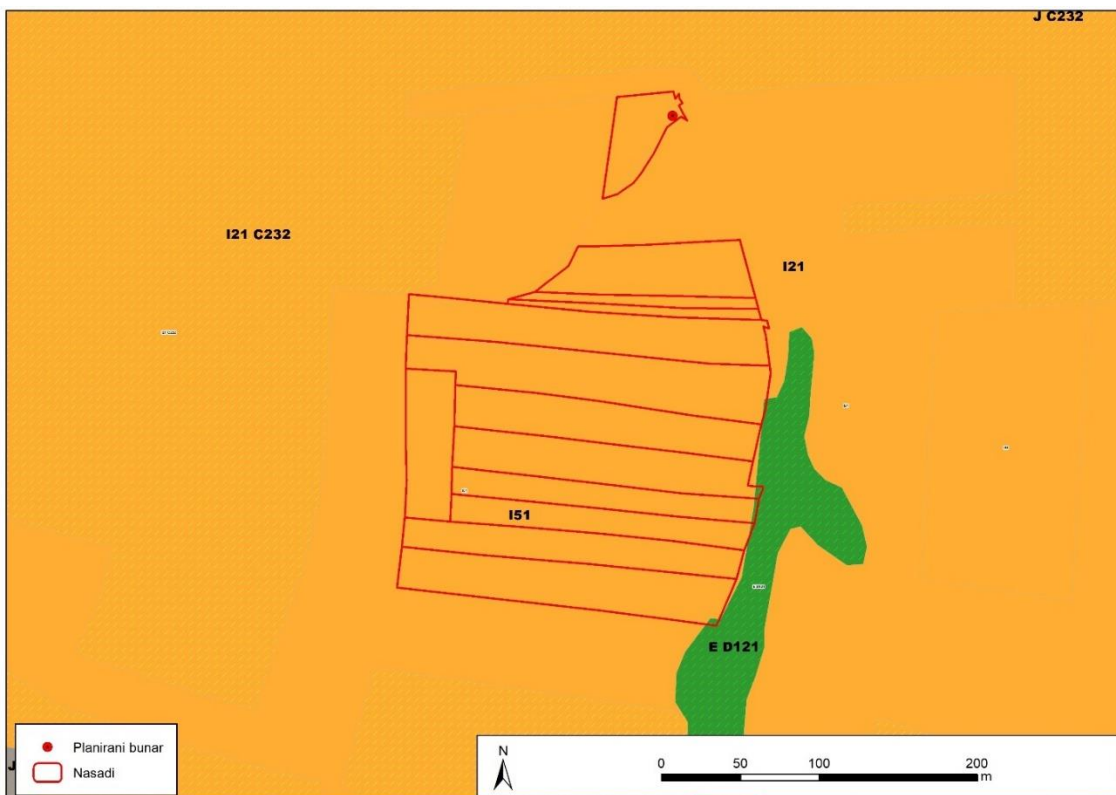 J C232
I21 C232
I21
I51
E D121
J
Planirani bunar
Nasadi
N
0 50 100 200
m